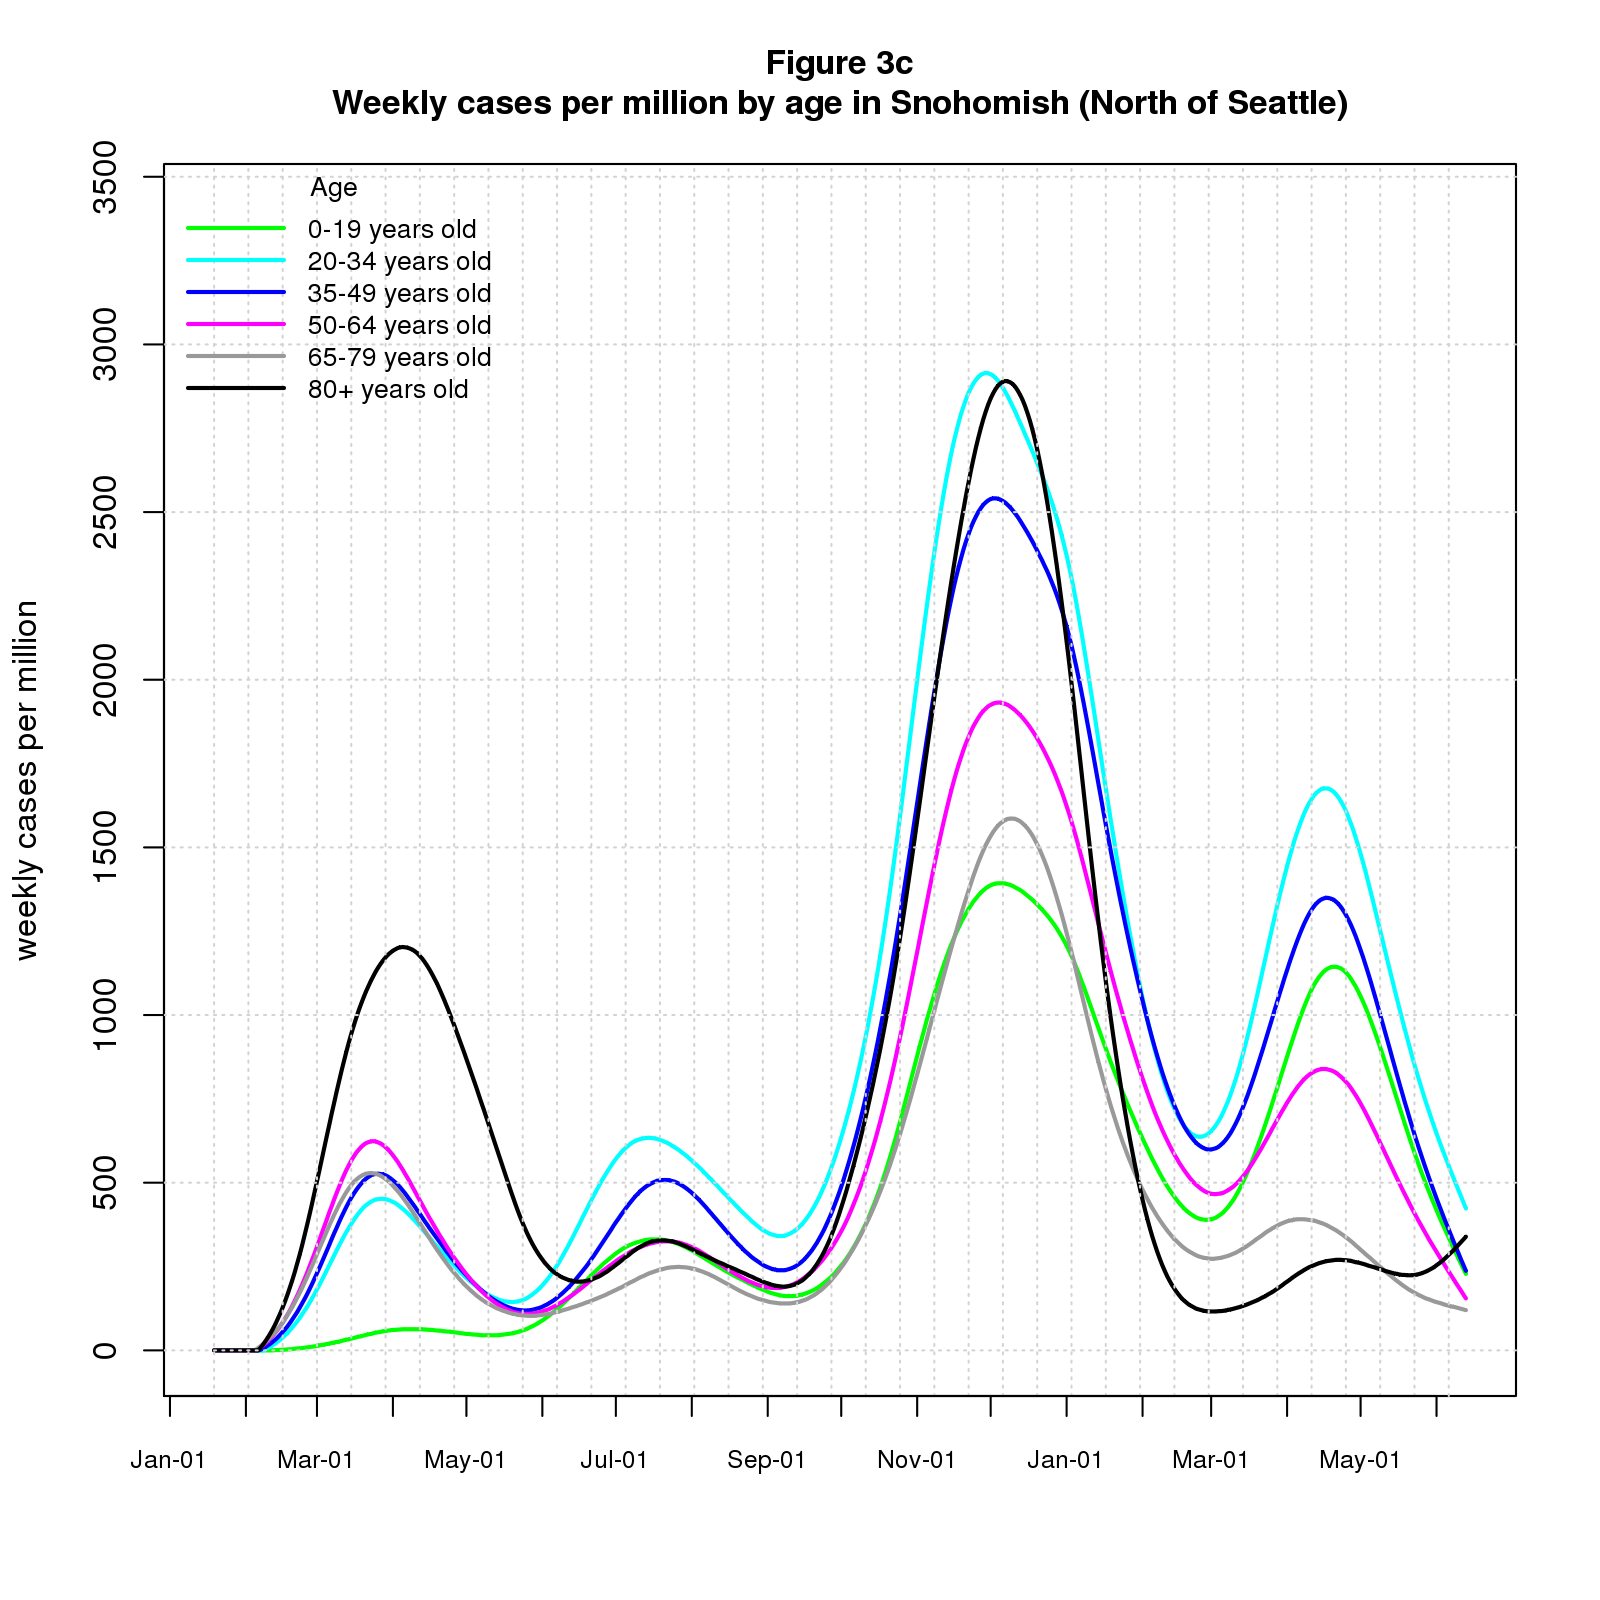 Figure 3c
Weekly cases per million by age in Snohomish (North of Seattle)
Age
0-19 years old
20-34 years old
35-49 years old
50-64 years old
65-79 years old
80+ years old
weekly cases per million
3500
3000
2500
2000
1500
1000
500
0
Jan-01 Mar-01 May-01 Jul-01 Sep-01 Nov-01 Jan-01 Mar-01 May-01